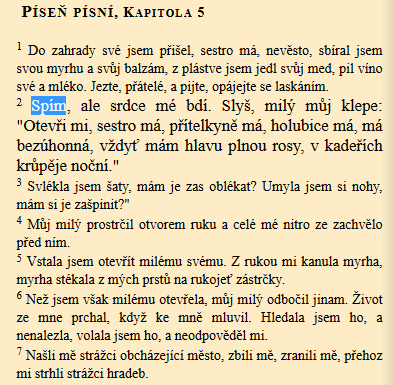 Píseň písní, Kapitola 5
1 Do zahrady své jsem přišel, sestro má, nevěsto, sbíral jsem
svou myrhu a svůj balzám, z plástve jsem jedl svůj med, pil víno
své a mléko. Jezte, přátelé, a pijte, opájejte se laskáním.
2 Spím, ale srdce mé bdí. Slyš, milý můj klepe:
"Otevři mi, sestro má, přítelkyně má, holubice má, má
bezúhonná, vždyť mám hlavu plnou rosy, v kadeřích
krůpěje noční."
3 Svlékla jsem šaty, mám je zas oblékat? Umyla jsem si nohy,
mám si je zašpinit?"
4 Můj milý prostrčil otvorem ruku a celé mé nitro ze zachvělo
před ním.
5 Vstala jsem otevřít milému svému. Z rukou mi kanula myrha,
myrha stékala z mých prstů na rukojeť zástrčky.
6 Než jsem však milému otevřela, můj milý odbočil jinam. Život
ze mne prchal, když ke mně mluvil. Hledala jsem ho, a
nenalezla, volala jsem ho, a neodpověděl mi.
7 Našli mě strážci obcházející město, zbili mě, zranili mě, přehoz
mi strhli strážci hradeb.